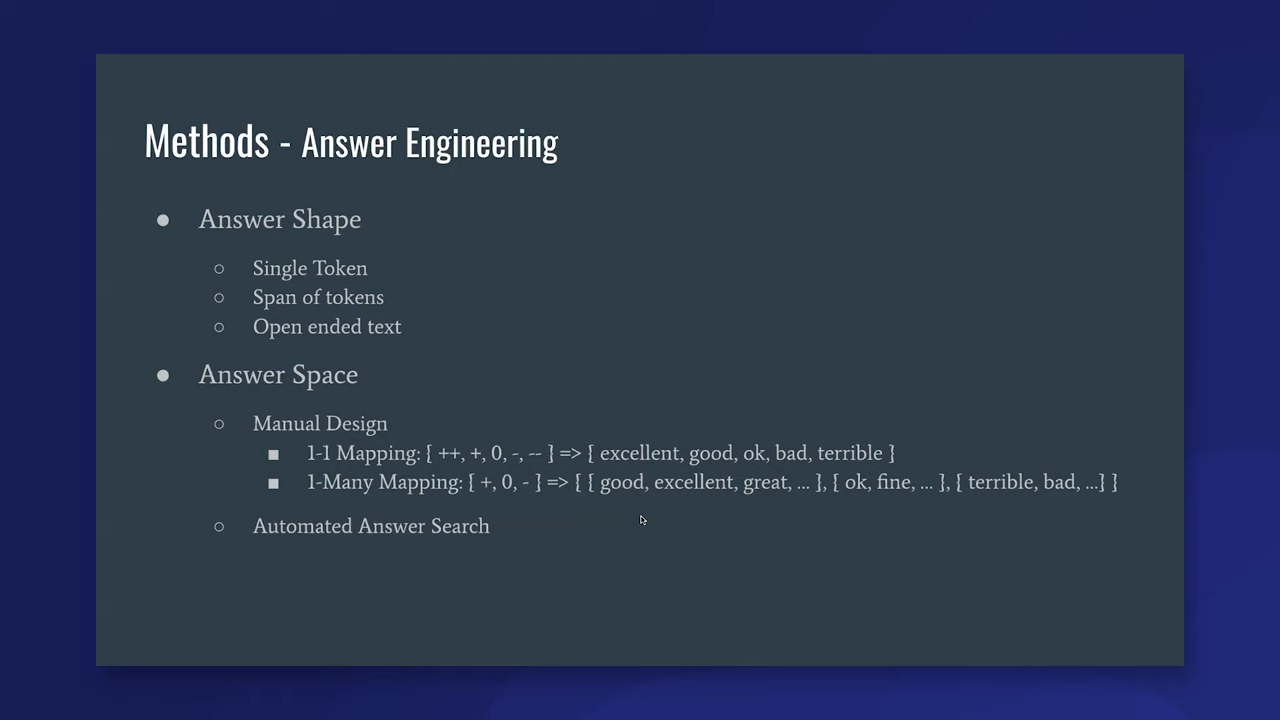 Methods - Answer Engineering
● Answer Shape
○ Single Token
○ Span of tokens
○ Open ended text
● Answer Space
○ Manual Design
■ 1-1 Mapping: { ++, +, 0, -, -- } => { excellent, good, ok, bad, terrible }
■ 1-Many Mapping: { +, 0, - } => { { good, excellent, great, ... }, { ok, fine, ... }, { terrible, bad, ...} }
○ Automated Answer Search